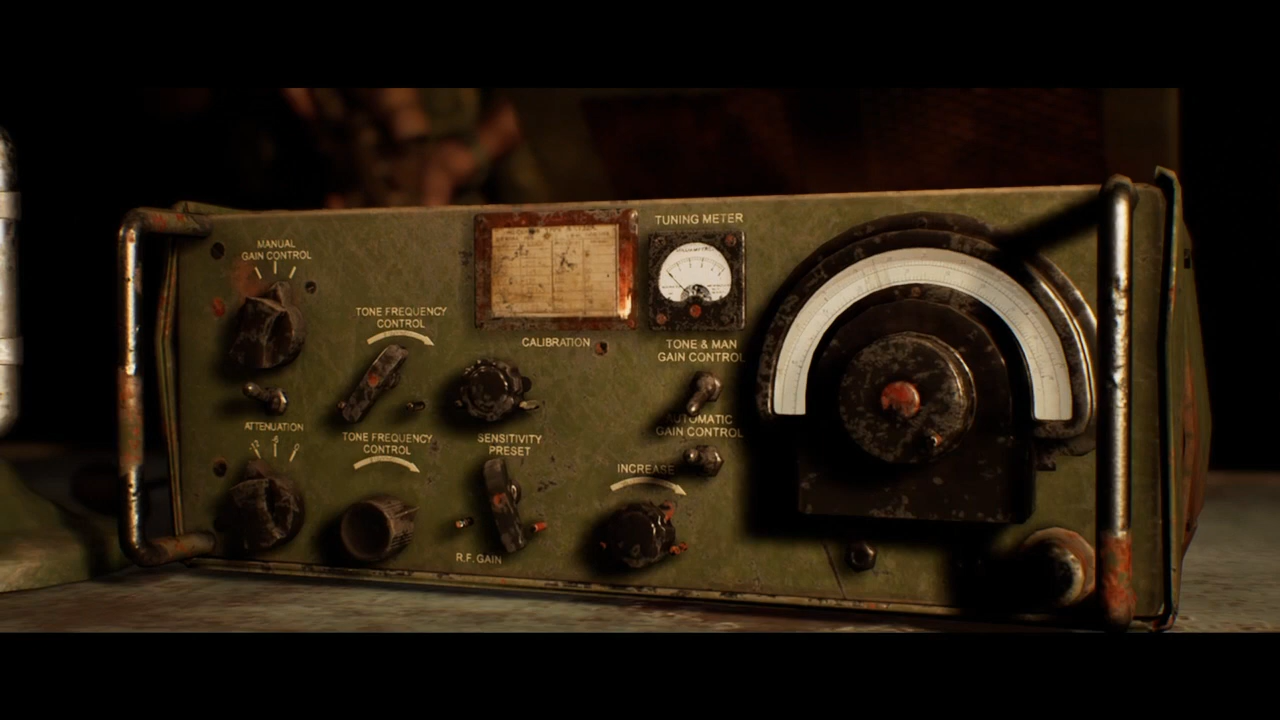 MANUAL
GAIN CONTROL
TONE FREQUENCY
CONTROL
CALIBRATION
TUNING METER
TONE & MAN
GAIN CONTROL
AUTOMATIC
GAIN CONTROL
ATTENUATION
TONE FREQUENCY
CONTROL
SENSITIVITY
PRESET
INCREASE
R.F. GAIN